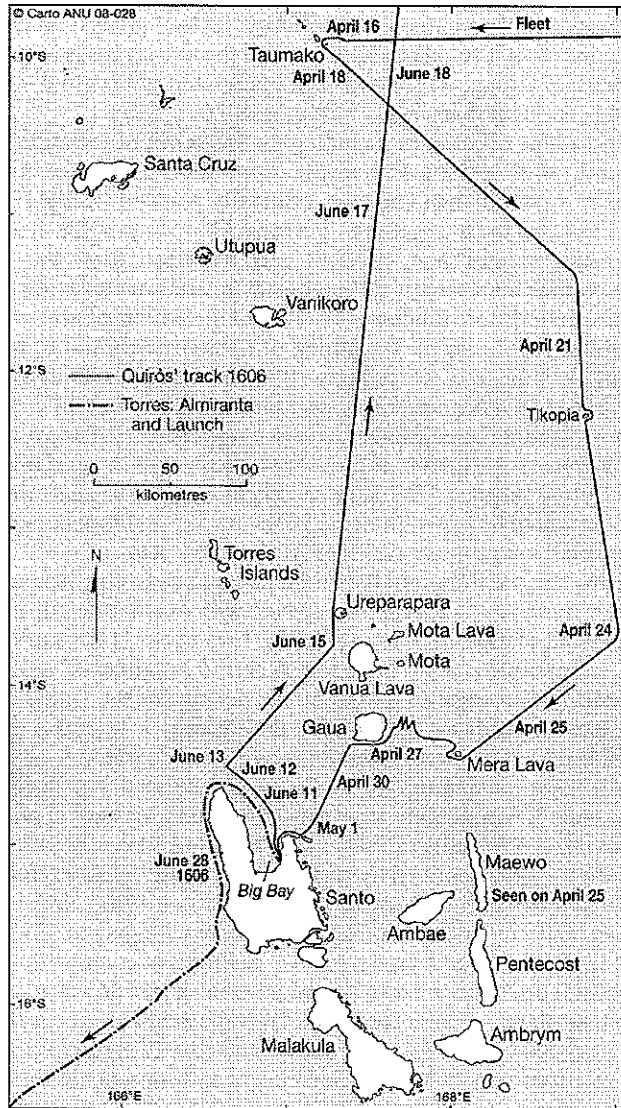 © Carto ANU 08-028
April 16
Fleet
10°S
Taumako
April 18
June 18
Santa Cruz
June 17
Utupua
Vanikoro
April 21
12°S
Quirós' track 1606
Tikopia
Torres: Almiranta
and Launch
0 50 100
kilometres
N
Torres
Islands
Ureparapara
Mota Lava
April 24
June 15
Mota
14°S
Vanua Lava
Gaua
April 25
June 13
April 27
Mera Lava
June 12
June 11
April 30
May 1
June 28
1606
Maewo
Big Bay
Santo
Seen on April 25
Ambae
Pentecost
16°S
Malakula
Ambrym
166°E
168°E